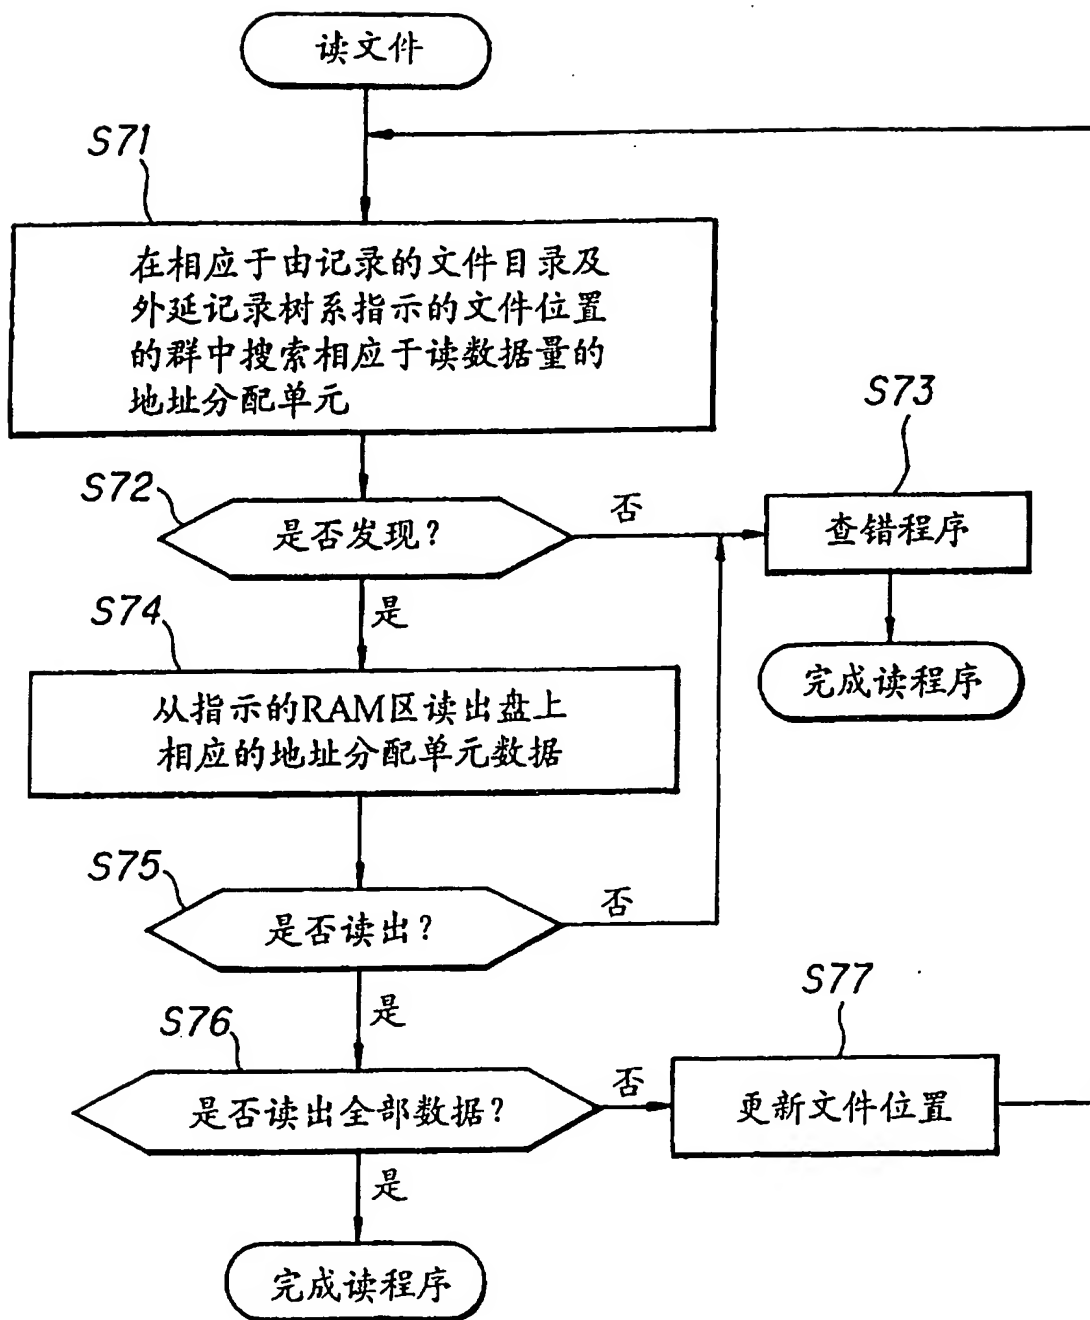 读文件
S71
在相应于由记录的文件目录及
外延记录树系指示的文件位置
的群中搜索相应于读数据量的
地址分配单元
S72
是否发现?
否
S73
查错程序
是
完成读程序
S74
从指示的RAM区读出盘上
相应的地址分配单元数据
S75
是否读出?
否
是
S76
是否读出全部数据?
否
S77
更新文件位置
是
完成读程序